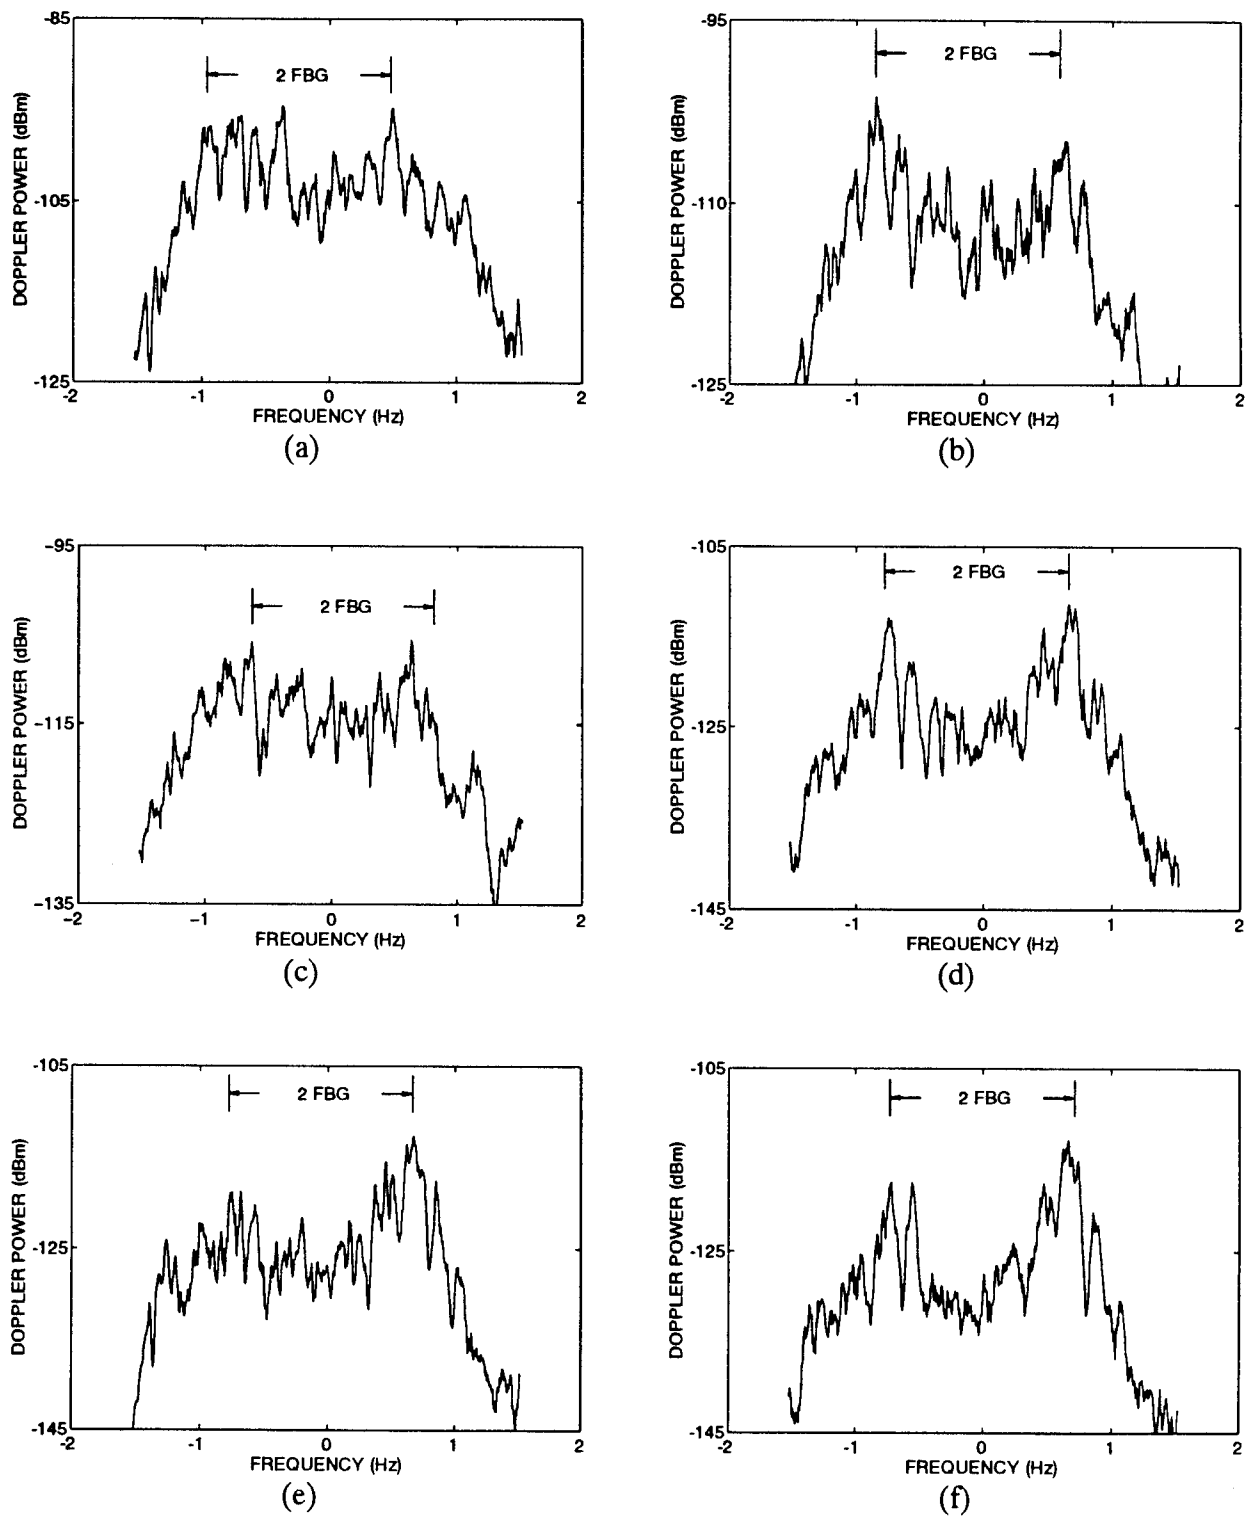 -85
2 FBG
DOPPLER POWER (dBm)
-105
-125
-2 -1 0 1 2
FREQUENCY (Hz)
(a)
-95
2 FBG
DOPPLER POWER (dBm)
-110
-125
-2 -1 0 1 2
FREQUENCY (Hz)
(b)
-95
2 FBG
DOPPLER POWER (dBm)
-115
-135
-2 -1 0 1 2
FREQUENCY (Hz)
(c)
-105
2 FBG
DOPPLER POWER (dBm)
-125
-145
-2 -1 0 1 2
FREQUENCY (Hz)
(d)
-105
2 FBG
DOPPLER POWER (dBm)
-125
-145
-2 -1 0 1 2
FREQUENCY (Hz)
(e)
-105
2 FBG
DOPPLER POWER (dBm)
-125
-145
-2 -1 0 1 2
FREQUENCY (Hz)
(f)